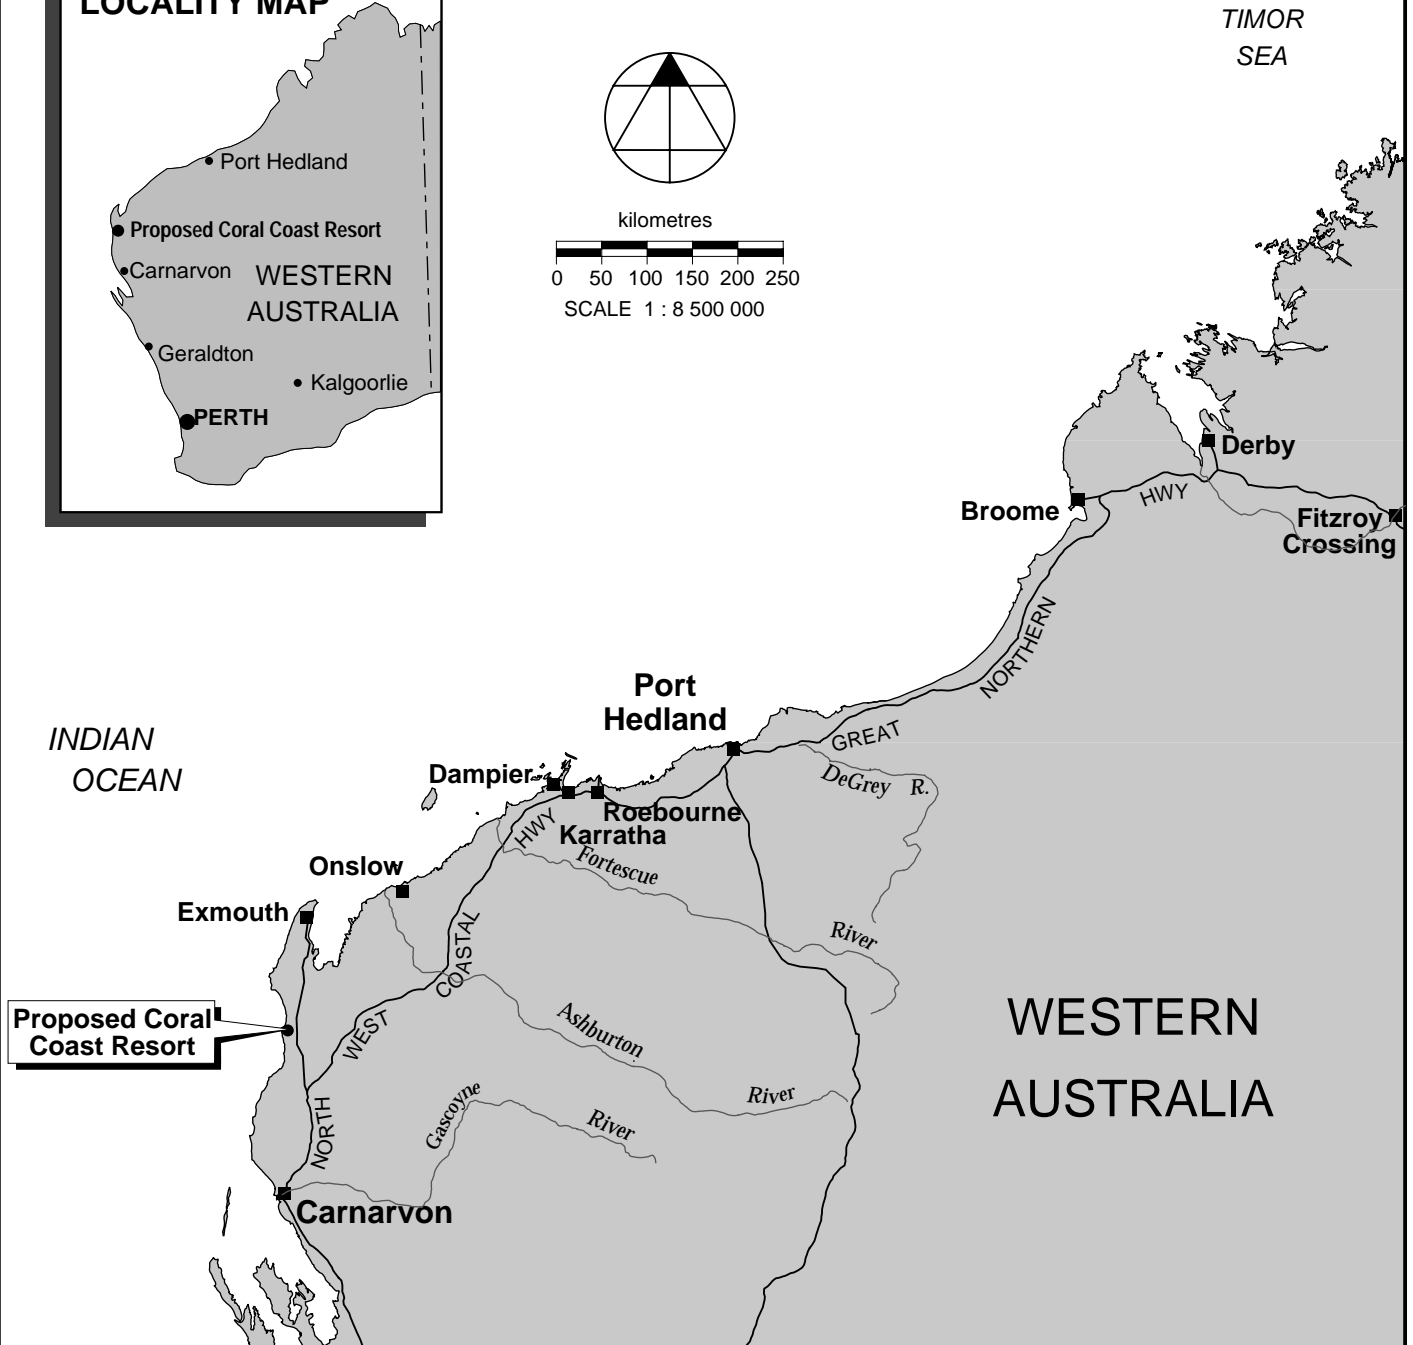 LOCALITY MAP
Port Hedland
Proposed Coral Coast Resort
Carnarvon
WESTERN
AUSTRALIA
Geraldton
Kalgoorlie
PERTH
kilometres
0 50 100 150 200 250
SCALE 1 : 8 500 000
TIMOR
SEA
Derby
HWY
Broome
Fitzroy
Crossing
NORTHERN
Port
Hedland
GREAT
INDIAN
OCEAN
Dampier
DeGrey R.
Roebourne
HWY
Karratha
Onslow
Fortescue
River
Exmouth
COASTAL
Proposed Coral
Coast Resort
WEST
Ashburton
River
WESTERN
AUSTRALIA
Gascoyne
River
NORTH
Carnarvon